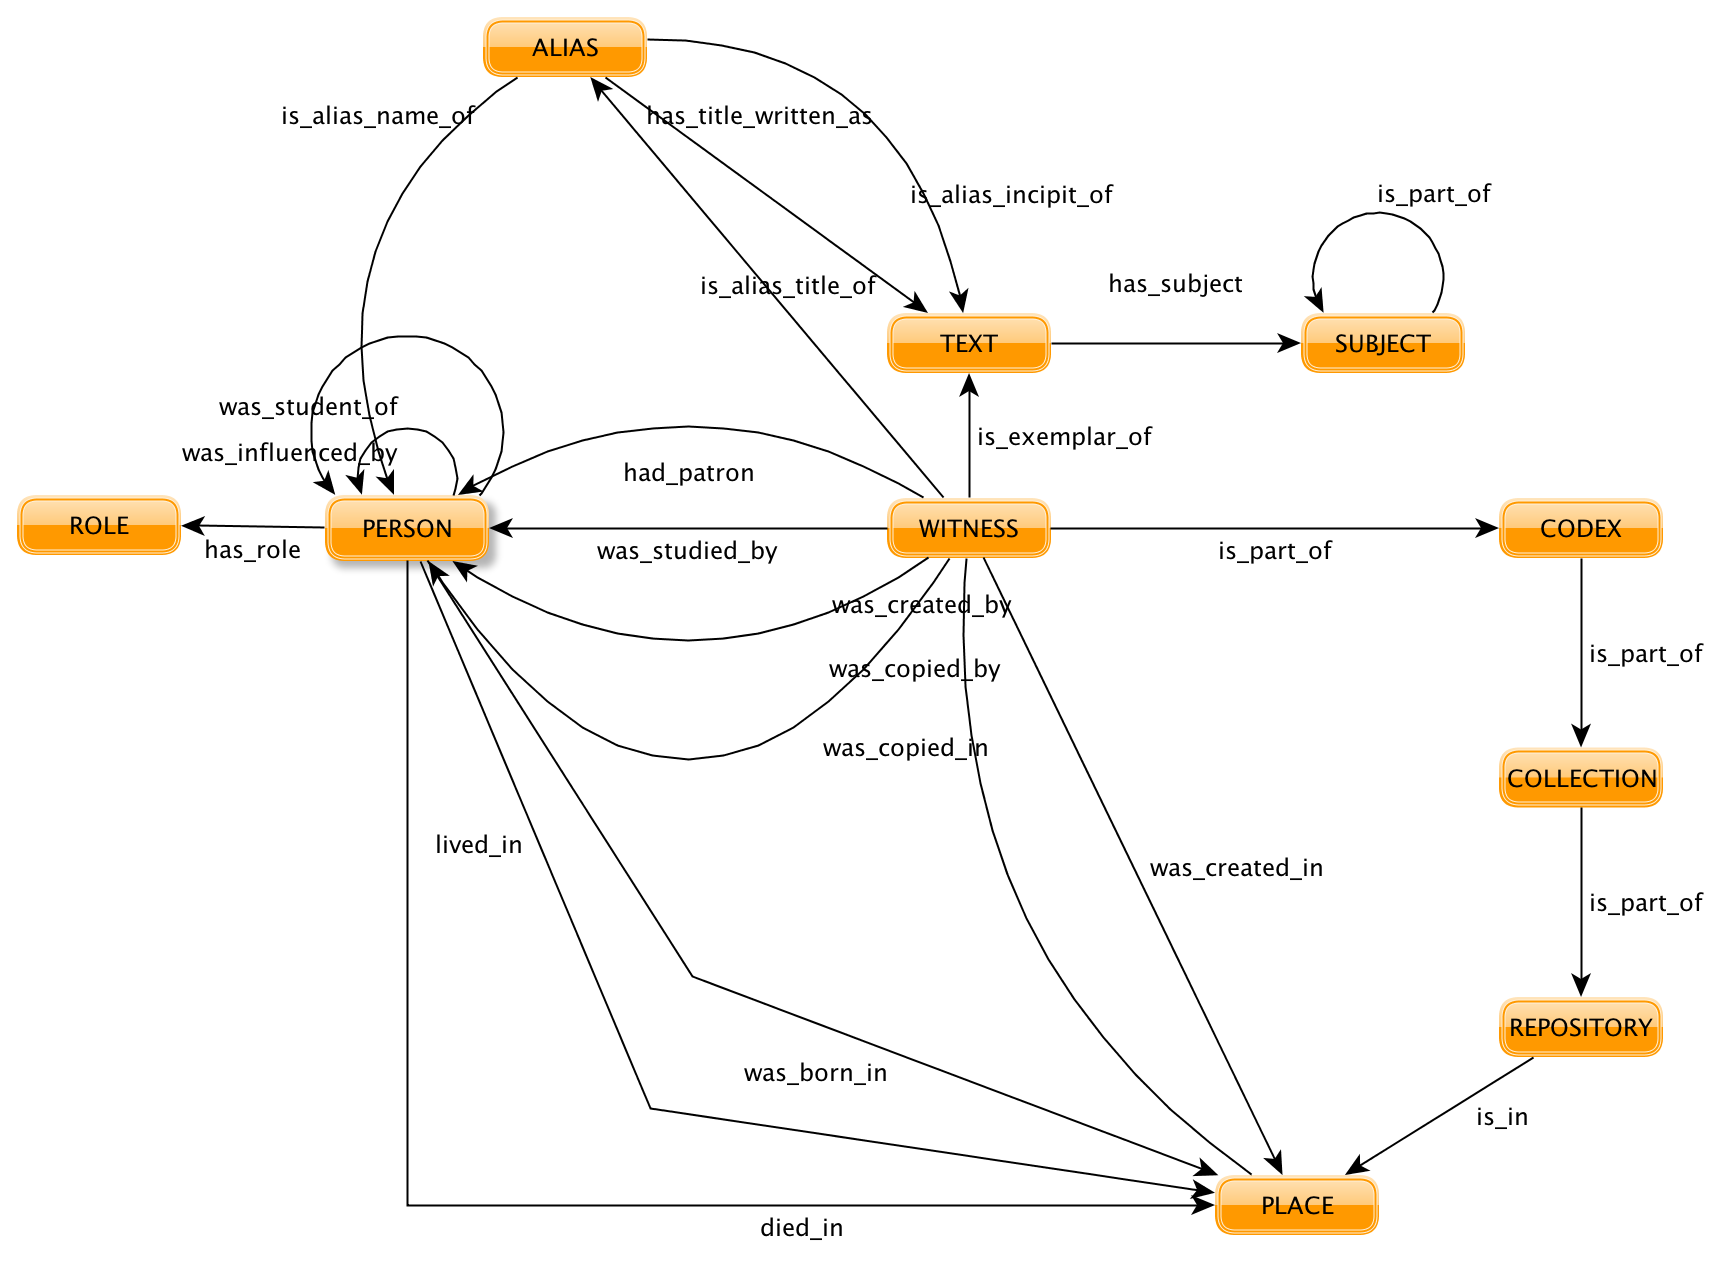 ALIAS
is_alias_name_of
has_title_written_as
is_alias_incipit_of
is_part_of
is_alias_title_of
has_subject
TEXT
SUBJECT
was_student_of
was_influenced_by
had_patron
is_exemplar_of
ROLE
PERSON
WITNESS
CODEX
has_role
was_studied_by
is_part_of
was_created_by
is_part_of
was_copied_by
was_copied_in
COLLECTION
lived_in
was_created_in
is_part_of
REPOSITORY
was_born_in
is_in
PLACE
died_in